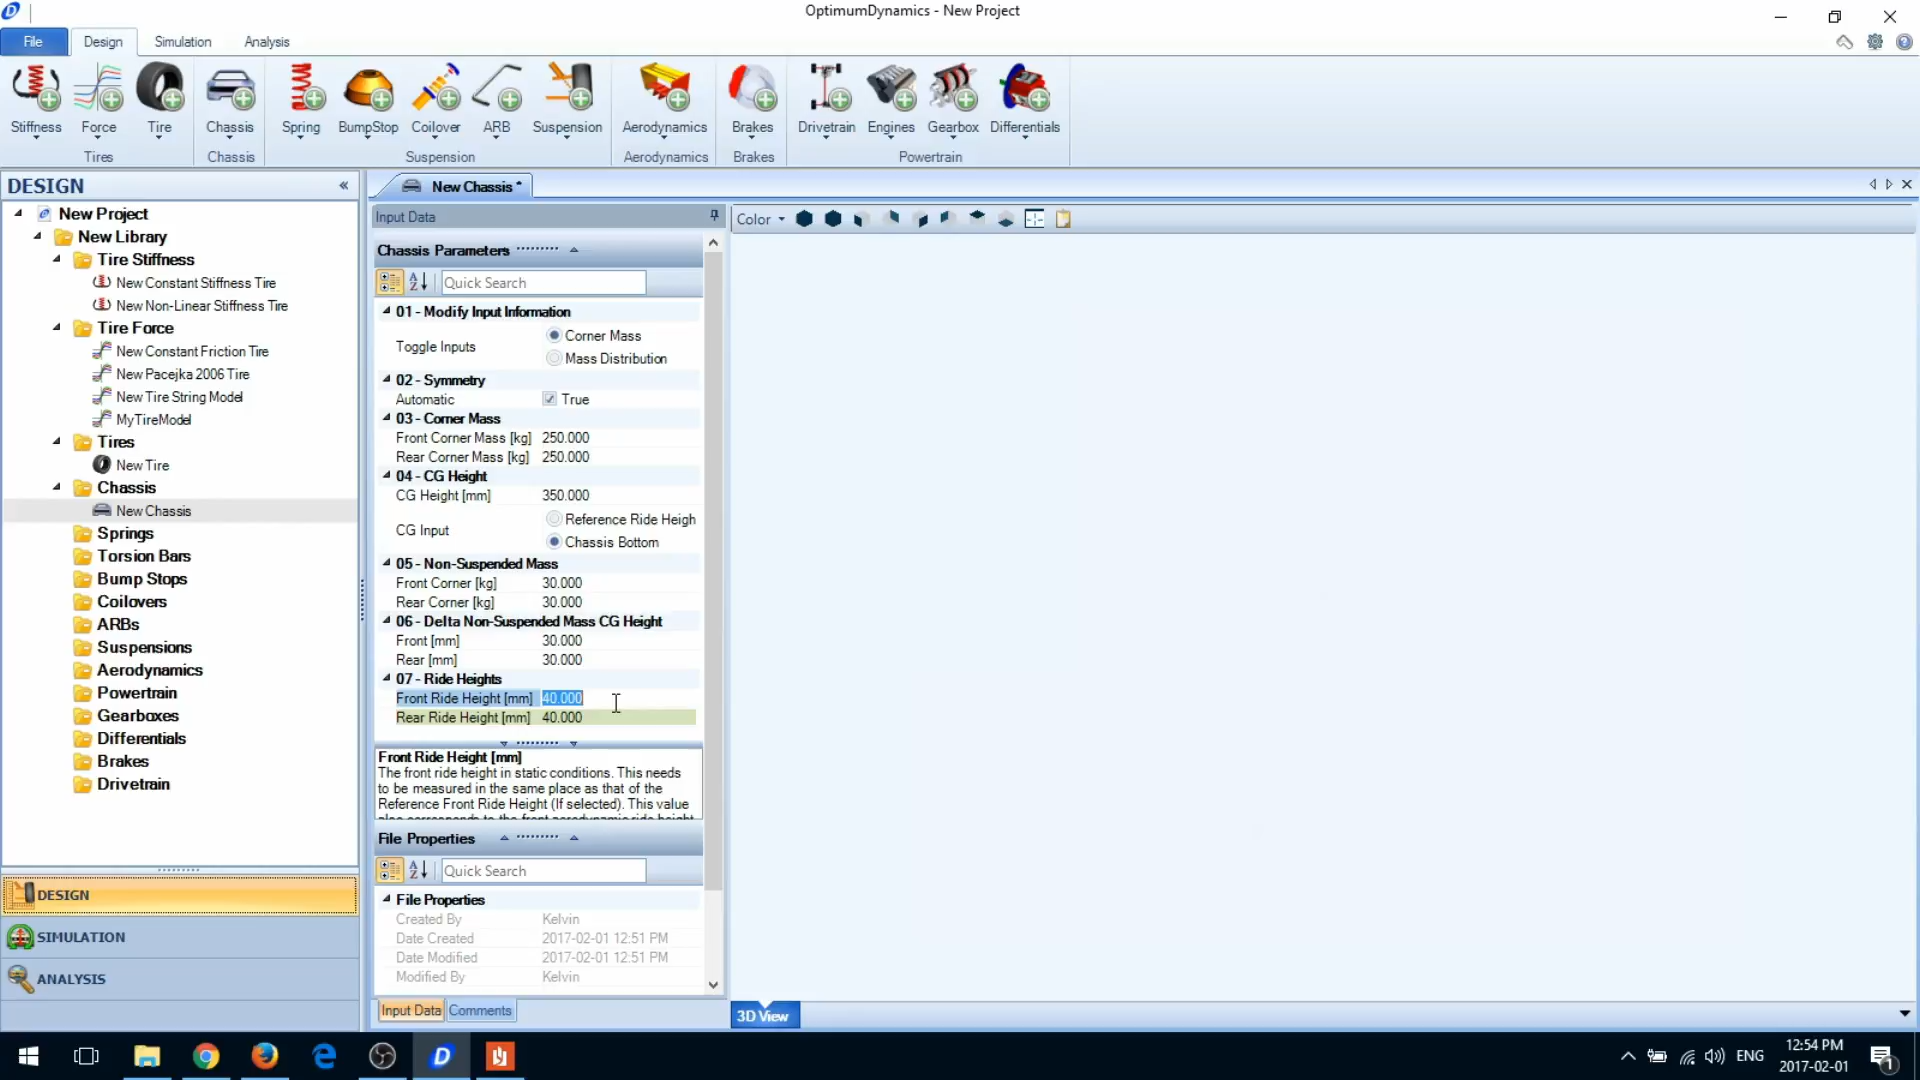 OptimumDynamics - New Project
File Design Simulation Analysis
Stiffness Force Tire Chassis Spring BumpStop Coilover ARB Suspension Aerodynamics Brakes Drivetrain Engines Gearbox Differentials
Tires Chassis Suspension Aerodynamics Brakes Powertrain
DESIGN
New Project
New Library
Tire Stiffness
New Constant Stiffness Tire
New Non-Linear Stiffness Tire
Tire Force
New Constant Friction Tire
New Pacejka 2006 Tire
New Tire String Model
MyTireModel
Tires
New Tire
Chassis
New Chassis
Springs
Torsion Bars
Bump Stops
Coilovers
ARBs
Suspensions
Aerodynamics
Powertrain
Gearboxes
Differentials
Brakes
Drivetrain
DESIGN
SIMULATION
ANALYSIS
New Chassis *
Input Data
Chassis Parameters
Quick Search
01 - Modify Input Information
Toggle Inputs
Corner Mass
Mass Distribution
02 - Symmetry
Automatic True
03 - Corner Mass
Front Corner Mass [kg] 250.000
Rear Corner Mass [kg] 250.000
04 - CG Height
CG Height [mm] 350.000
CG Input
Reference Ride Heigh
Chassis Bottom
05 - Non-Suspended Mass
Front Corner [kg] 30.000
Rear Corner [kg] 30.000
06 - Delta Non-Suspended Mass CG Height
Front [mm] 30.000
Rear [mm] 30.000
07 - Ride Heights
Front Ride Height [mm] 40.000
Rear Ride Height [mm] 40.000
Front Ride Height [mm]
The front ride height in static conditions. This needs
to be measured in the same place as that of the
Reference Front Ride Height (If selected). This value
also corresponds to the front aerodynamic ride height
File Properties
Quick Search
File Properties
Created By Kelvin
Date Created 2017-02-01 12:51 PM
Date Modified 2017-02-01 12:51 PM
Modified By Kelvin
Input Data Comments
Color
3D View
ENG
12:54 PM
2017-02-01
1